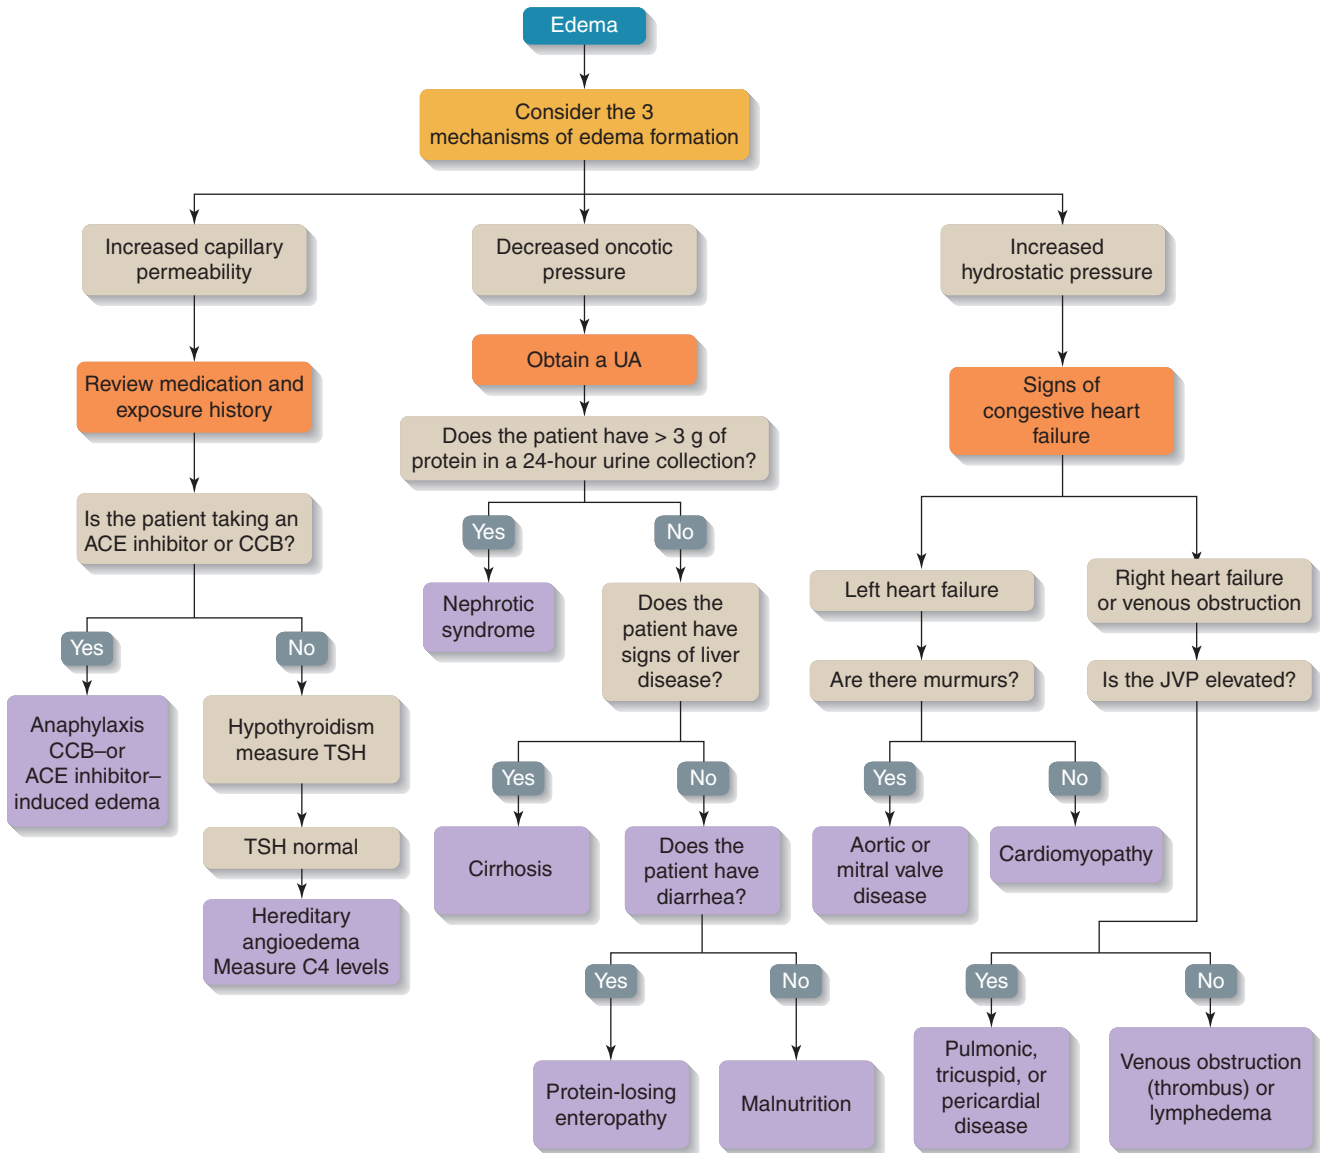 Edema
Consider the 3
mechanisms of edema formation
Increased capillary
permeability
Decreased oncotic
pressure
Increased
hydrostatic pressure
Review medication and
exposure history
Obtain a UA
Signs of
congestive heart
failure
Does the patient have > 3 g of
protein in a 24-hour urine collection?
Is the patient taking an
ACE inhibitor or CCB?
Yes
No
Left heart failure
Right heart failure
or venous obstruction
Nephrotic
syndrome
Does the
patient have
signs of liver
disease?
Yes
No
Are there murmurs?
Is the JVP elevated?
Anaphylaxis
CCB–or
ACE inhibitor–
induced edema
Hypothyroidism
measure TSH
Yes
No
Yes
No
TSH normal
Cirrhosis
Does the
patient have
diarrhea?
Aortic or
mitral valve
disease
Cardiomyopathy
Hereditary
angioedema
Measure C4 levels
Yes
No
Yes
No
Protein-losing
enteropathy
Malnutrition
Pulmonic,
tricuspid, or
pericardial
disease
Venous obstruction
(thrombus) or
lymphedema